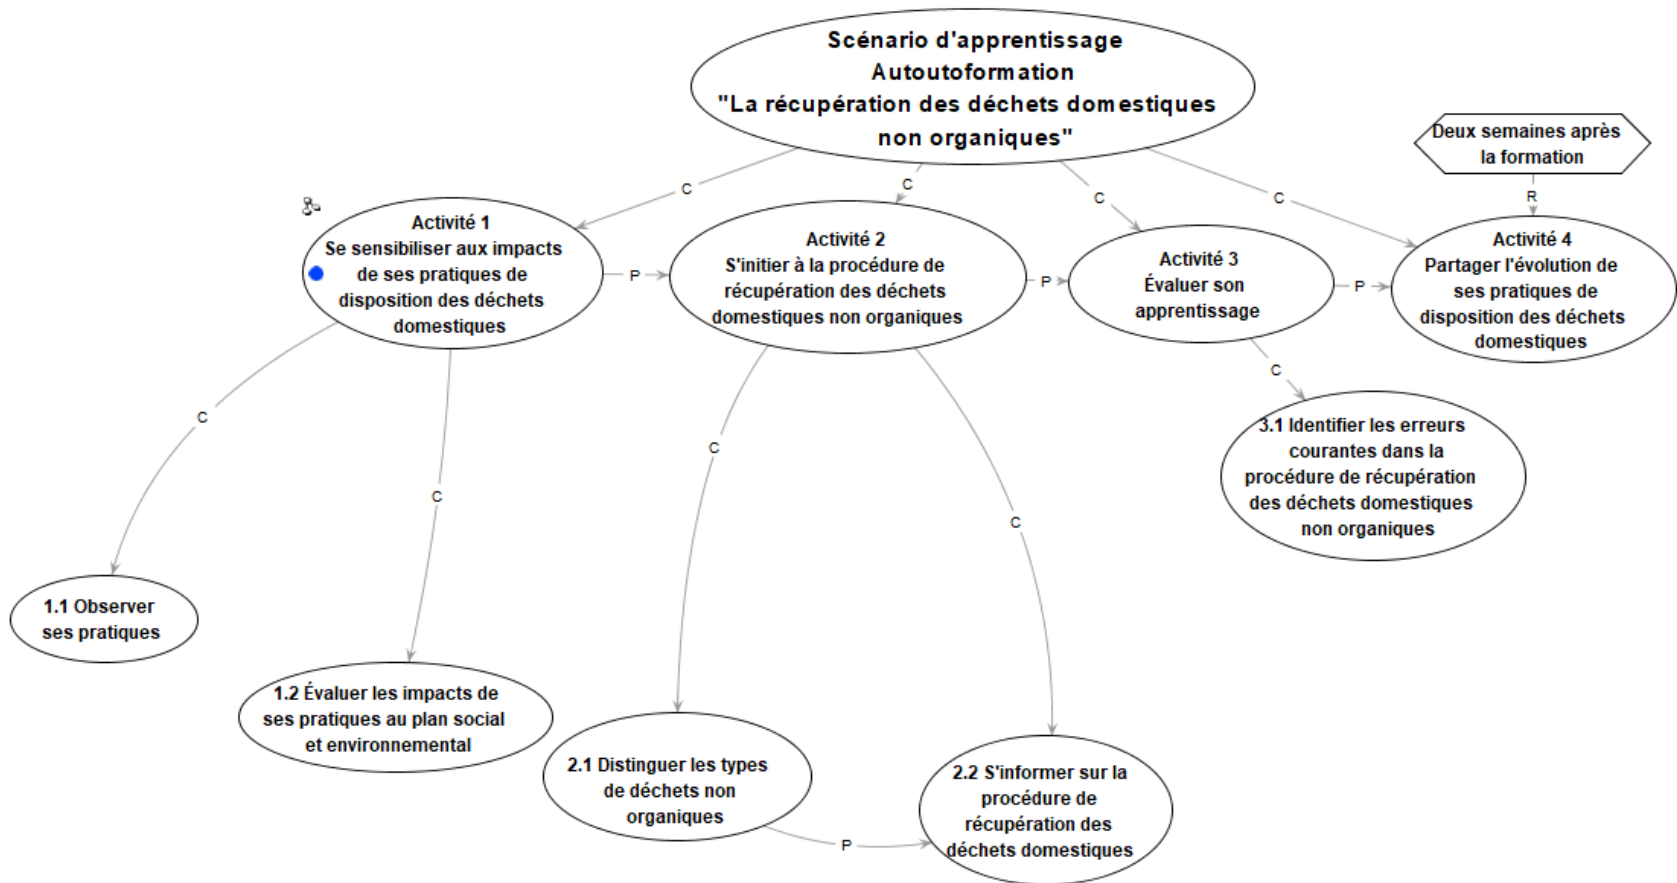 Scénario d'apprentissage
Autoutoformation
"La récupération des déchets domestiques
non organiques"
Deux semaines après
la formation
C
C
C
C
R
Activité 1
Se sensibiliser aux impacts
de ses pratiques de
disposition des déchets
domestiques
P
Activité 2
S'initier à la procédure de
récupération des déchets
domestiques non organiques
P
Activité 3
Évaluer son
apprentissage
P
Activité 4
Partager l'évolution de
ses pratiques de
disposition des déchets
domestiques
C
C
C
C
C
3.1 Identifier les erreurs
courantes dans la
procédure de récupération
des déchets domestiques
non organiques
1.1 Observer
ses pratiques
1.2 Évaluer les impacts de
ses pratiques au plan social
et environnemental
2.1 Distinguer les types
de déchets non
organiques
P
2.2 S'informer sur la
procédure de
récupération des
déchets domestiques